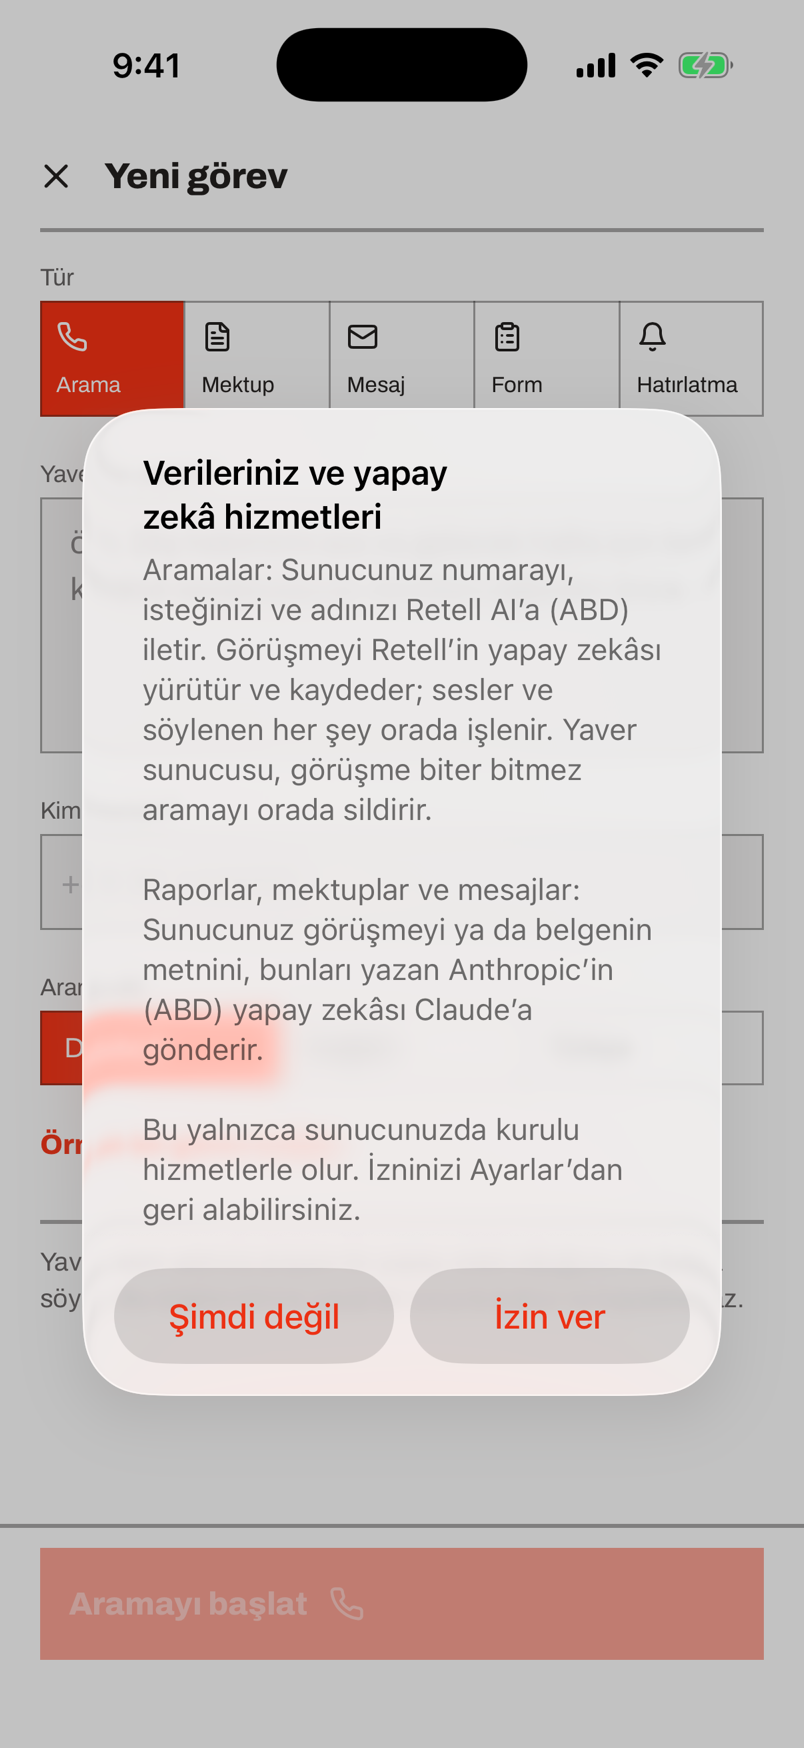 9:41
Yeni görev
Tür
Arama
Mektup
Mesaj
Form
Hatırlatma
Verileriniz ve yapay
zekâ hizmetleri
Aramalar: Sunucunuz numarayı,
isteğinizi ve adınızı Retell AI’a (ABD)
iletir. Görüşmeyi Retell’in yapay zekâsı
yürütür ve kaydeder; sesler ve
söylenen her şey orada işlenir. Yaver
sunucusu, görüşme biter bitmez
aramayı orada sildirir.
Raporlar, mektuplar ve mesajlar:
Sunucunuz görüşmeyi ya da belgenin
metnini, bunları yazan Anthropic’in
(ABD) yapay zekâsı Claude’a
gönderir.
Bu yalnızca sunucunuzda kurulu
hizmetlerle olur. İzninizi Ayarlar’dan
geri alabilirsiniz.
Şimdi değil
İzin ver
Aramayı başlat